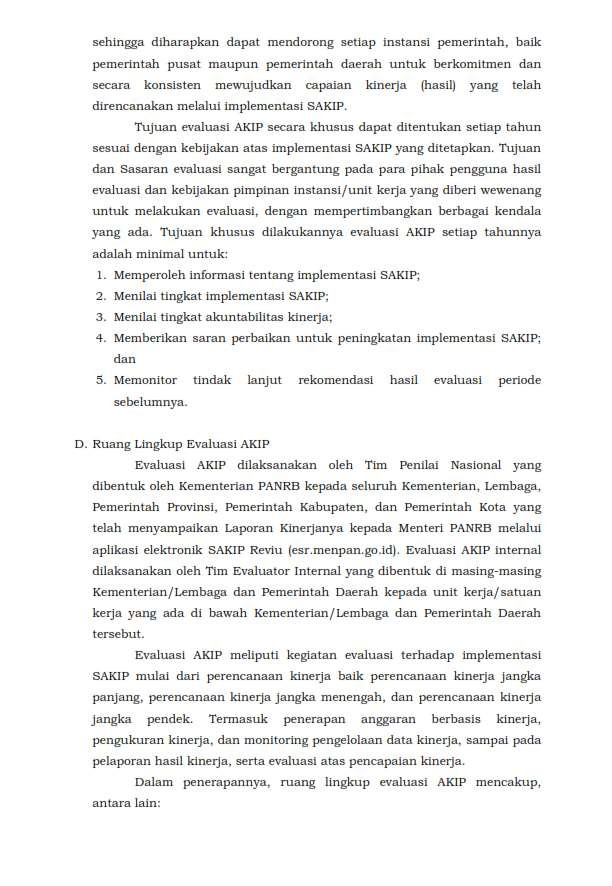 sehingga diharapkan dapat mendorong setiap instansi pemerintah, baik
pemerintah pusat maupun pemerintah daerah untuk berkomitmen dan
secara konsisten mewujudkan capaian kinerja (hasil) yang telah
direncanakan melalui implementasi SAKIP.
Tujuan evaluasi AKIP secara khusus dapat ditentukan setiap tahun
sesuai dengan kebijakan atas implementasi SAKIP yang ditetapkan. Tujuan
dan Sasaran evaluasi sangat bergantung pada para pihak pengguna hasil
evaluasi dan kebijakan pimpinan instansi/unit kerja yang diberi wewenang
untuk melakukan evaluasi, dengan mempertimbangkan berbagai kendala
yang ada. Tujuan khusus dilakukannya evaluasi AKIP setiap tahunnya
adalah minimal untuk:
1. Memperoleh informasi tentang implementasi SAKIP;
2. Menilai tingkat implementasi SAKIP;
3. Menilai tingkat akuntabilitas kinerja;
4. Memberikan saran perbaikan untuk peningkatan implementasi SAKIP;
dan
5. Memonitor tindak lanjut rekomendasi hasil evaluasi periode
sebelumnya.
D. Ruang Lingkup Evaluasi AKIP
Evaluasi AKIP dilaksanakan oleh Tim Penilai Nasional yang
dibentuk oleh Kementerian PANRB kepada seluruh Kementerian, Lembaga,
Pemerintah Provinsi, Pemerintah Kabupaten, dan Pemerintah Kota yang
telah menyampaikan Laporan Kinerjanya kepada Menteri PANRB melalui
aplikasi elektronik SAKIP Reviu (esr.menpan.go.id). Evaluasi AKIP internal
dilaksanakan oleh Tim Evaluator Internal yang dibentuk di masing-masing
Kementerian/Lembaga dan Pemerintah Daerah kepada unit kerja/satuan
kerja yang ada di bawah Kementerian/Lembaga dan Pemerintah Daerah
tersebut.
Evaluasi AKIP meliputi kegiatan evaluasi terhadap implementasi
SAKIP mulai dari perencanaan kinerja baik perencanaan kinerja jangka
panjang, perencanaan kinerja jangka menengah, dan perencanaan kinerja
jangka pendek. Termasuk penerapan anggaran berbasis kinerja,
pengukuran kinerja, dan monitoring pengelolaan data kinerja, sampai pada
pelaporan hasil kinerja, serta evaluasi atas pencapaian kinerja.
Dalam penerapannya, ruang lingkup evaluasi AKIP mencakup,
antara lain: